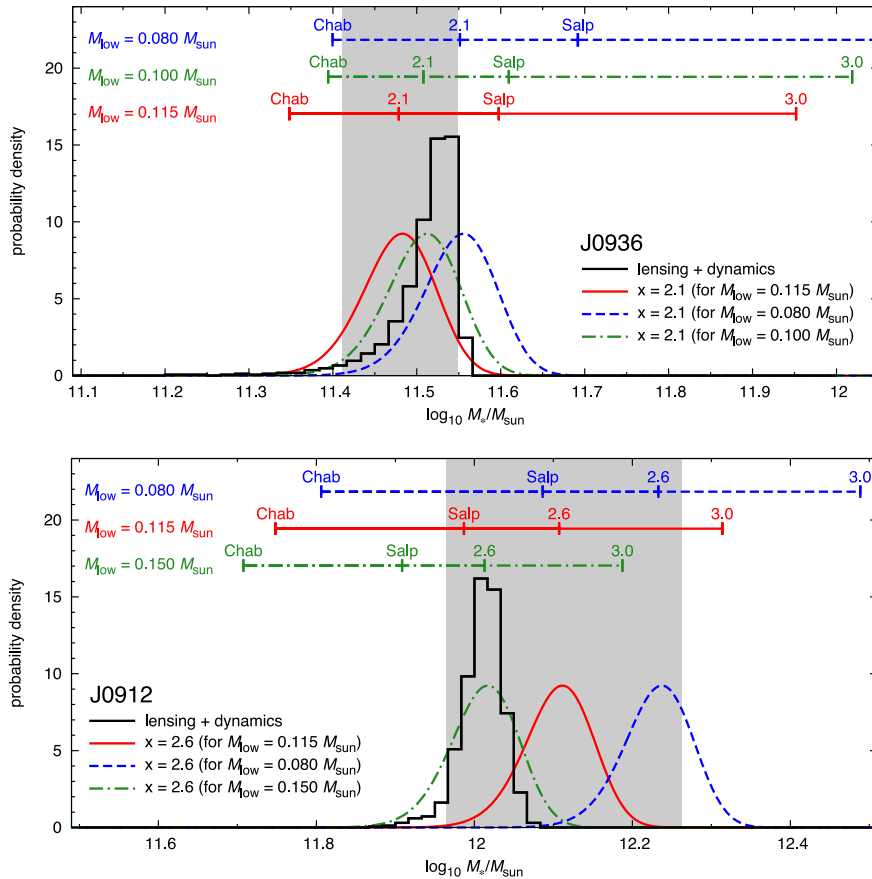 Chab 2.1 Salp
M_low = 0.080 M_sun
20
Chab 2.1 Salp 3.0
M_low = 0.100 M_sun
Chab 2.1 Salp 3.0
M_low = 0.115 M_sun
15
probability density
10
J0936
lensing + dynamics
5
x = 2.1 (for M_low = 0.115 M_sun)
x = 2.1 (for M_low = 0.080 M_sun)
x = 2.1 (for M_low = 0.100 M_sun)
0
11.1 11.2 11.3 11.4 11.5 11.6 11.7 11.8 11.9 12
log10 M*/Msun
Chab Salp 2.6 3.0
M_low = 0.080 M_sun
20
Chab Salp 2.6 3.0
M_low = 0.115 M_sun
Chab Salp 2.6 3.0
M_low = 0.150 M_sun
15
probability density
10
J0912
lensing + dynamics
5
x = 2.6 (for M_low = 0.115 M_sun)
x = 2.6 (for M_low = 0.080 M_sun)
x = 2.6 (for M_low = 0.150 M_sun)
0
11.6 11.8 12 12.2 12.4
log10 M*/Msun